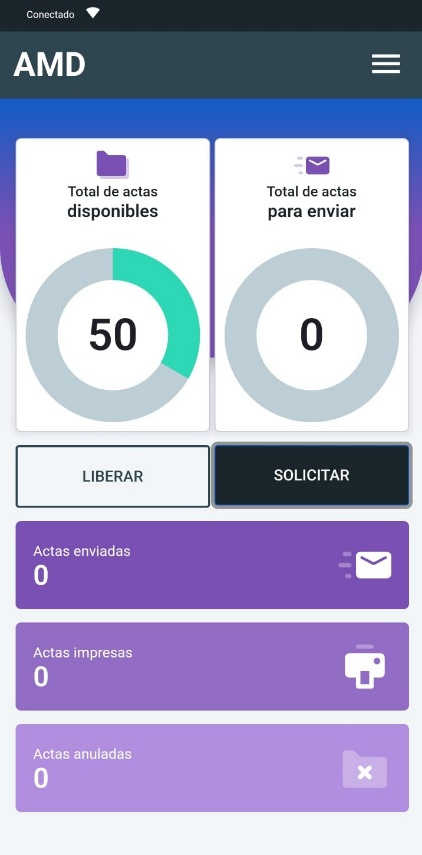 Conectado
AMD
Total de actas
disponibles
50
Total de actas
para enviar
0
LIBERAR
SOLICITAR
Actas enviadas
0
Actas impresas
0
Actas anuladas
0